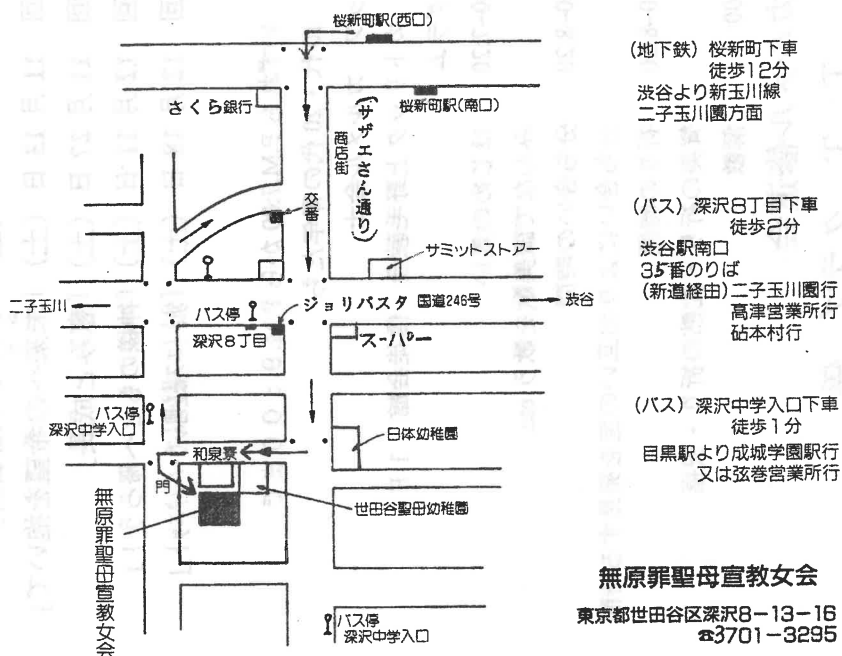 桜新町駅(西口)
さくら銀行
桜新町駅(南口)
商店街
(サザエさん通り)
交番
サミットストアー
二子玉川
バス停
深沢8丁目
ジョリパスタ 国道246号
渋谷
スーパー
バス停
深沢中学入口
和泉寮
日体幼稚園
門
世田谷聖母幼稚園
無原罪聖母宣教女会
バス停
深沢中学入口
(地下鉄) 桜新町下車
徒歩12分
渋谷より新玉川線
二子玉川園方面
(バス) 深沢8丁目下車
徒歩2分
渋谷駅南口
35番のりば
(新道経由)二子玉川園行
高津営業所行
砧本村行
(バス) 深沢中学入口下車
徒歩1分
目黒駅より成城学園駅行
又は弦巻営業所行
無原罪聖母宣教女会
東京都世田谷区深沢8-13-16
☎3701-3295